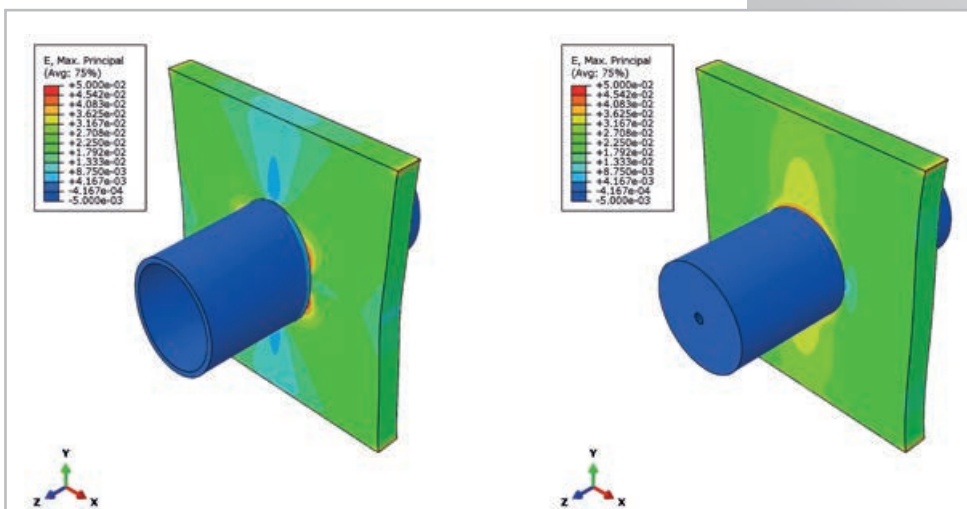 E, Max. Principal
(Avg: 75%)
+5.000e-02
+4.542e-02
+4.083e-02
+3.625e-02
+3.167e-02
+2.708e-02
+2.250e-02
+1.792e-02
+1.333e-02
+8.750e-03
+4.167e-03
-4.167e-04
-5.000e-03
Y
Z
X
E, Max. Principal
(Avg: 75%)
+5.000e-02
+4.542e-02
+4.083e-02
+3.625e-02
+3.167e-02
+2.708e-02
+2.250e-02
+1.792e-02
+1.333e-02
+8.750e-03
+4.167e-03
-4.167e-04
-5.000e-03
Y
Z
X